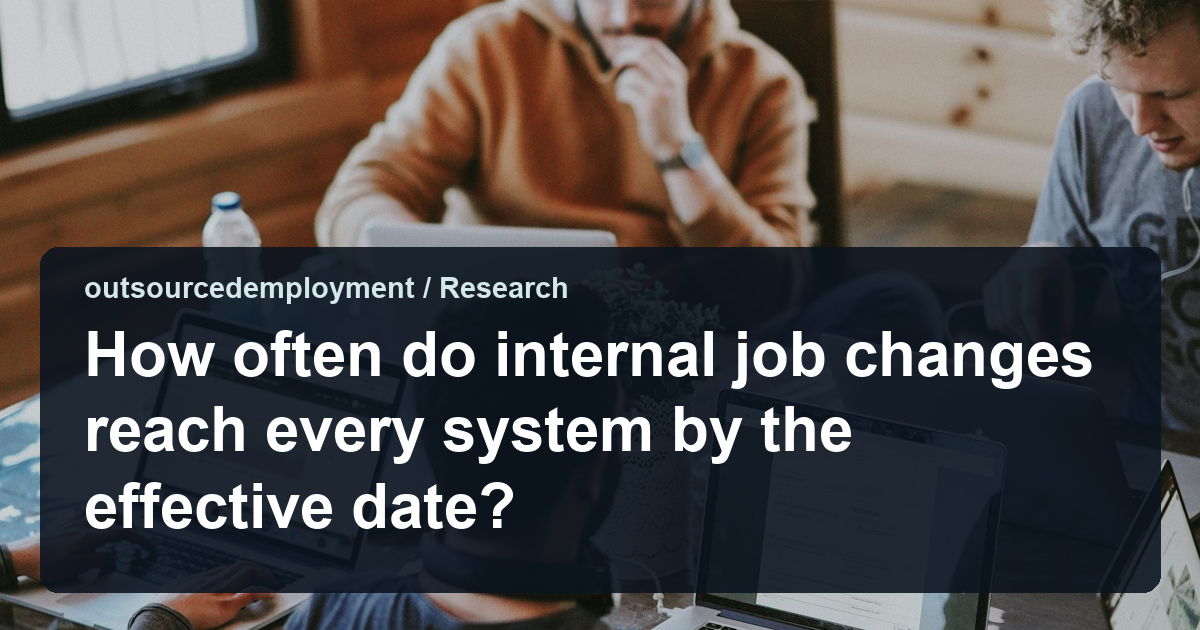 outsourcedemployment / Research
How often do internal job changes
reach every system by the
effective date?